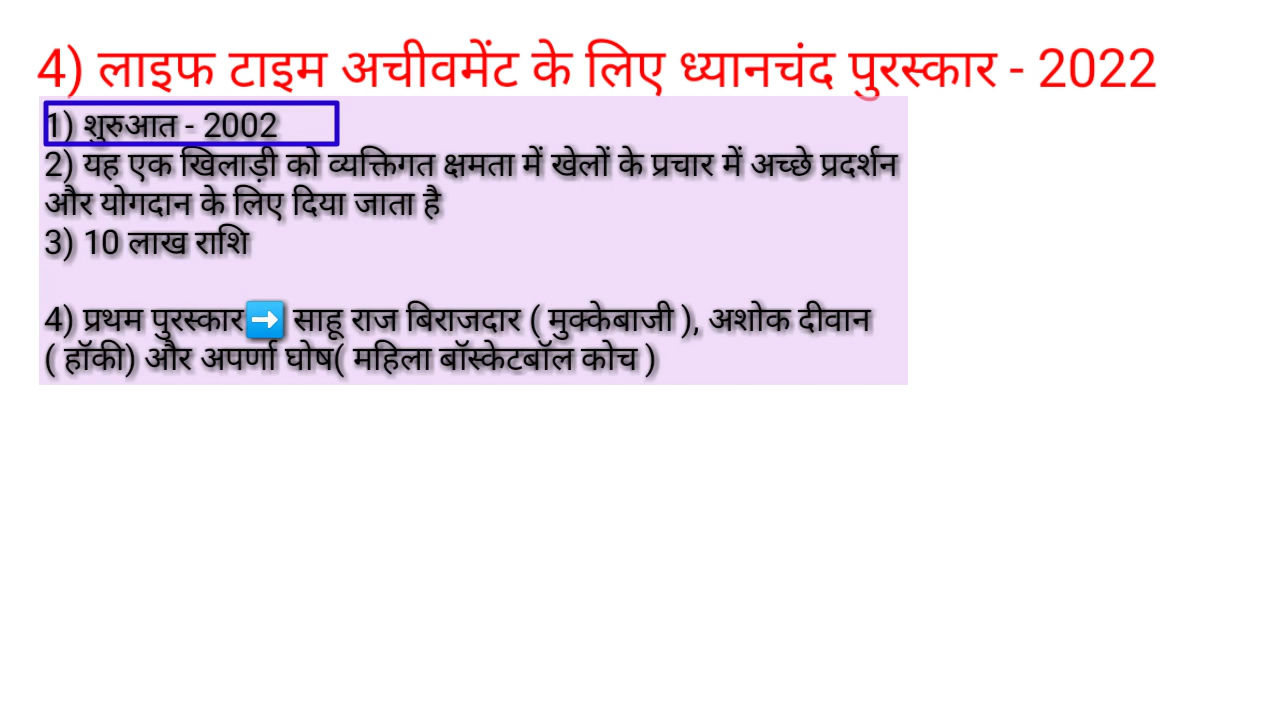 4) लाइफ टाइम अचीवमेंट के लिए ध्यानचंद पुरस्कार - 2022
1) शुरुआत - 2002
2) यह एक खिलाड़ी को व्यक्तिगत क्षमता में खेलों के प्रचार में अच्छे प्रदर्शन
और योगदान के लिए दिया जाता है
3) 10 लाख राशि
4) प्रथम पुरस्कार➡️ साहू राज बिराजदार ( मुक्केबाजी ), अशोक दीवान
( हॉकी) और अपर्णा घोष( महिला बॉस्केटबॉल कोच )